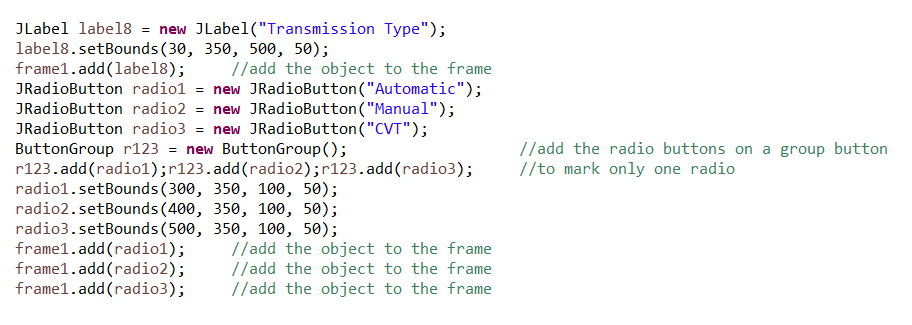 JLabel label8 = new JLabel("Transmission Type");
label8.setBounds(30, 350, 500, 50);
frame1.add(label8);     //add the object to the frame
JRadioButton radio1 = new JRadioButton("Automatic");
JRadioButton radio2 = new JRadioButton("Manual");
JRadioButton radio3 = new JRadioButton("CVT");
ButtonGroup r123 = new ButtonGroup();                   //add the radio buttons on a group button
r123.add(radio1);r123.add(radio2);r123.add(radio3);     //to mark only one radio
radio1.setBounds(300, 350, 100, 50);
radio2.setBounds(400, 350, 100, 50);
radio3.setBounds(500, 350, 100, 50);
frame1.add(radio1);     //add the object to the frame
frame1.add(radio2);     //add the object to the frame
frame1.add(radio3);     //add the object to the frame